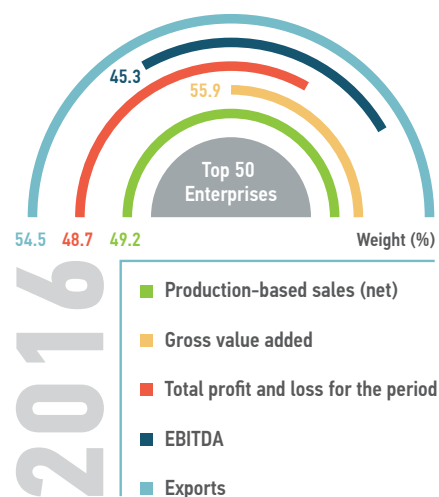 45.3
55.9
Top 50
Enterprises
54.5 48.7 49.2 Weight (%)
2016
Production-based sales (net)
Gross value added
Total profit and loss for the period
EBITDA
Exports